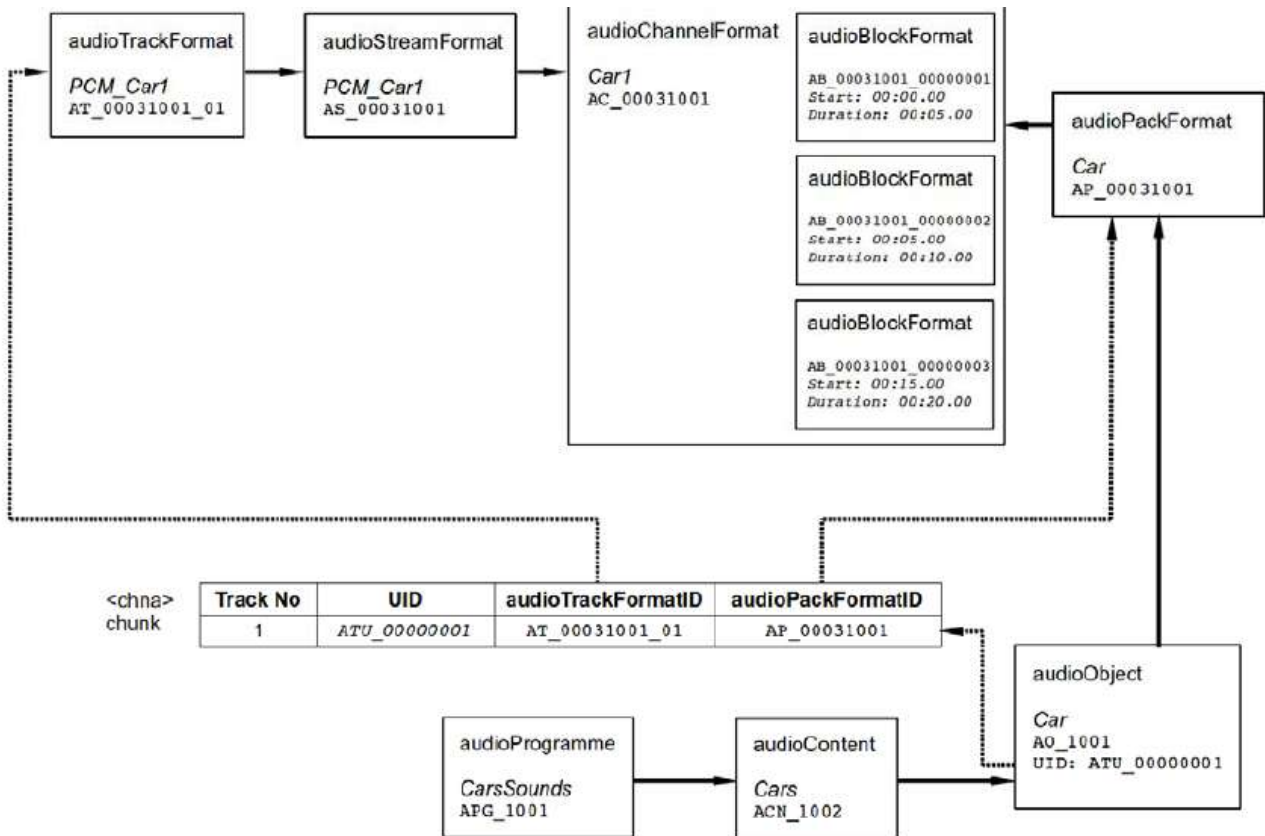 audioTrackFormat
PCM_Car1
AT_00031001_01
audioStreamFormat
PCM_Car1
AS_00031001
audioChannelFormat
Car1
AC_00031001
audioBlockFormat
AB_00031001_00000001
Start: 00:00.00
Duration: 00:05.00
audioBlockFormat
AB_00031001_00000002
Start: 00:05.00
Duration: 00:10.00
audioBlockFormat
AB_00031001_00000003
Start: 00:15.00
Duration: 00:20.00
audioPackFormat
Car
AP_00031001
<chna>
chunk
Track No UID audioTrackFormatID audioPackFormatID
1 ATU_00000001 AT_00031001_01 AP_00031001
audioProgramme
CarsSounds
APG_1001
audioContent
Cars
ACN_1002
audioObject
Car
AO_1001
UID: ATU_00000001